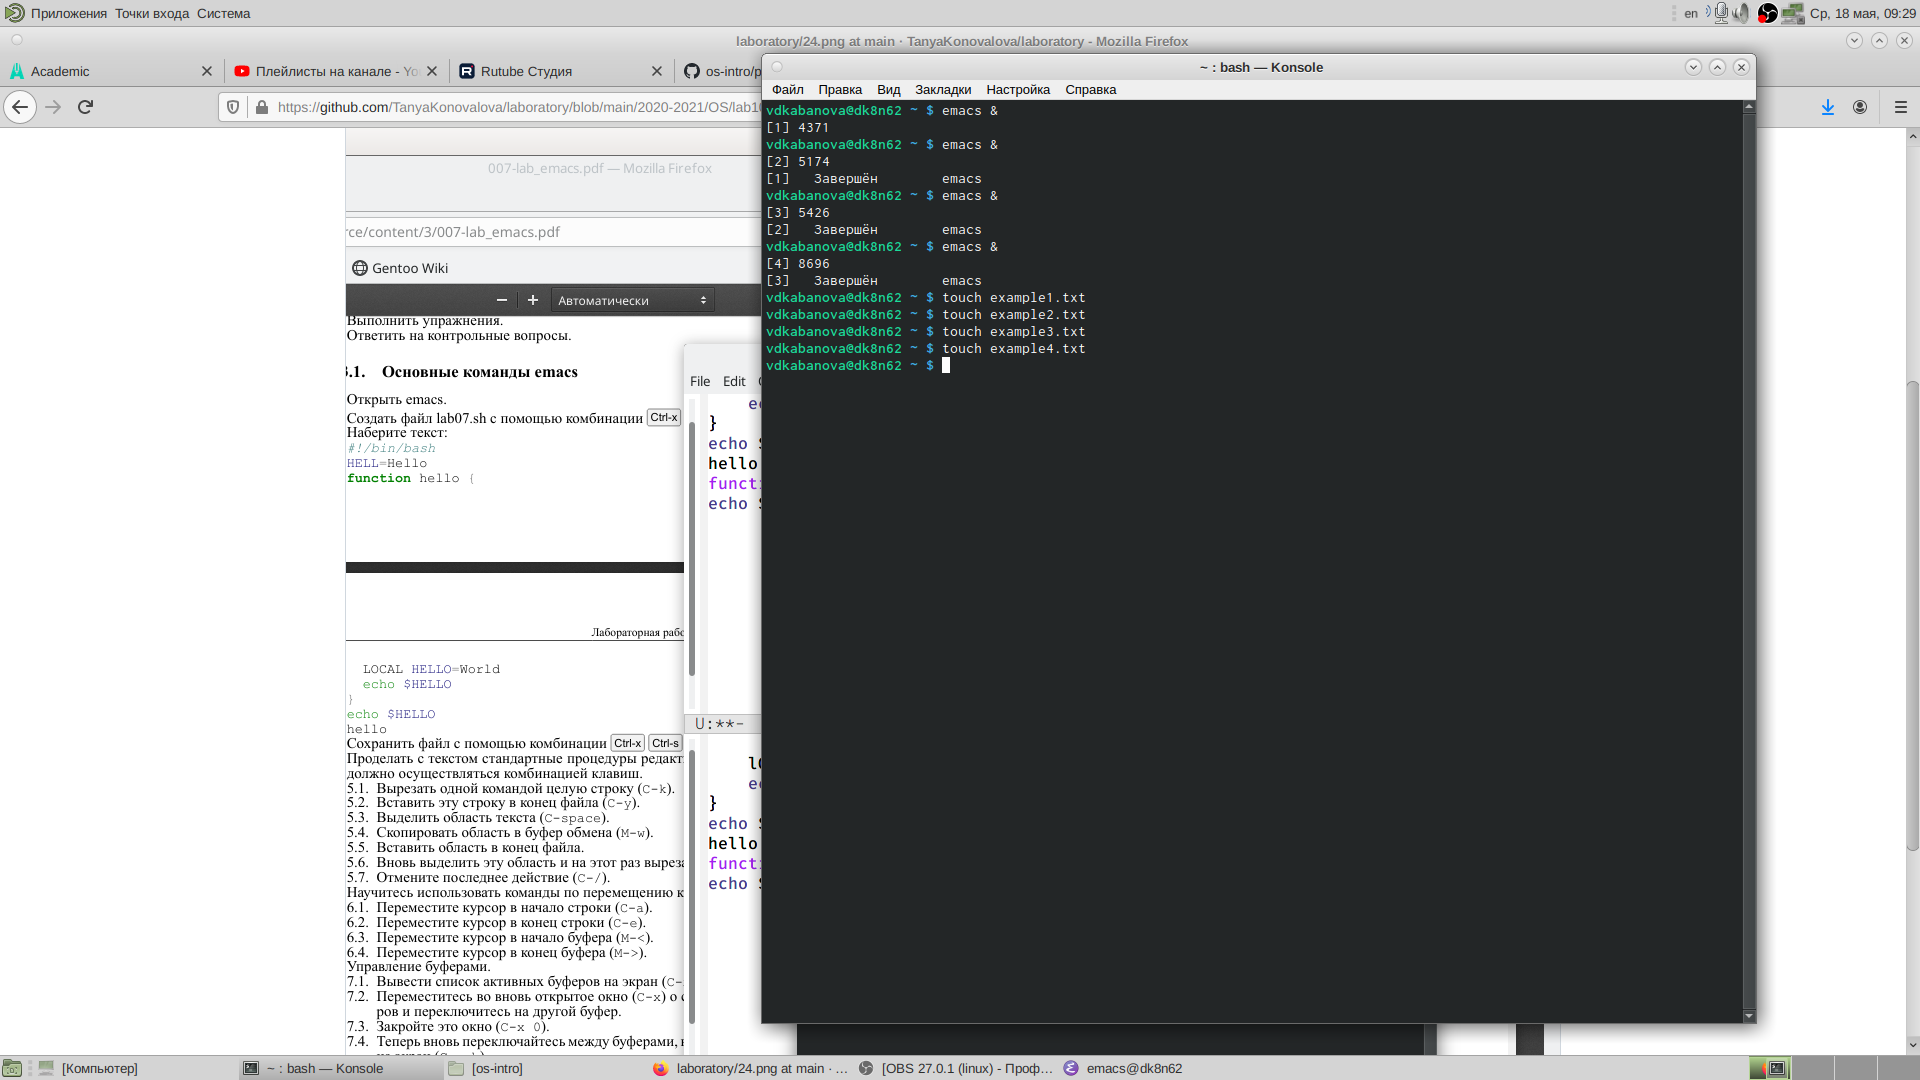 Приложения Точки входа Система
en
Ср, 18 мая, 09:29
laboratory/24.png at main · TanyaKonovalova/laboratory - Mozilla Firefox
Academic
Плейлисты на канале - Yo
Rutube Студия
os-intro/p
https://github.com/TanyaKonovalova/laboratory/blob/main/2020-2021/OS/lab1
007-lab_emacs.pdf — Mozilla Firefox
rce/content/3/007-lab_emacs.pdf
Gentoo Wiki
Автоматически
Выполнить упражнения.
Ответить на контрольные вопросы.
3.1. Основные команды emacs
Открыть emacs.
Создать файл lab07.sh с помощью комбинации Ctrl-x
Наберите текст:
#!/bin/bash
HELL=Hello
function hello {
Лабораторная рабо
LOCAL HELLO=World
echo $HELLO
}
echo $HELLO
hello
Сохранить файл с помощью комбинации Ctrl-x Ctrl-s
Проделать с текстом стандартные процедуры редакт
должно осуществляться комбинацией клавиш.
5.1. Вырезать одной командой целую строку (C-k).
5.2. Вставить эту строку в конец файла (C-y).
5.3. Выделить область текста (C-space).
5.4. Скопировать область в буфер обмена (M-w).
5.5. Вставить область в конец файла.
5.6. Вновь выделить эту область и на этот раз выреза
5.7. Отмените последнее действие (C-/).
Научитесь использовать команды по перемещению к
6.1. Переместите курсор в начало строки (C-a).
6.2. Переместите курсор в конец строки (C-e).
6.3. Переместите курсор в начало буфера (M-<).
6.4. Переместите курсор в конец буфера (M->).
Управление буферами.
7.1. Вывести список активных буферов на экран (C-
7.2. Переместитесь во вновь открытое окно (C-x) o с
ров и переключитесь на другой буфер.
7.3. Закройте это окно (C-x 0).
7.4. Теперь вновь переключайтесь между буферами, н
File Edit
ec
}
echo $
hello
functi
echo $
U:**-
lO
ec
}
echo $
hello
functi
echo $
~ : bash — Konsole
Файл Правка Вид Закладки Настройка Справка
vdkabanova@dk8n62 ~ $ emacs &
[1] 4371
vdkabanova@dk8n62 ~ $ emacs &
[2] 5174
[1] Завершён emacs
vdkabanova@dk8n62 ~ $ emacs &
[3] 5426
[2] Завершён emacs
vdkabanova@dk8n62 ~ $ emacs &
[4] 8696
[3] Завершён emacs
vdkabanova@dk8n62 ~ $ touch example1.txt
vdkabanova@dk8n62 ~ $ touch example2.txt
vdkabanova@dk8n62 ~ $ touch example3.txt
vdkabanova@dk8n62 ~ $ touch example4.txt
vdkabanova@dk8n62 ~ $
[Компьютер]
~ : bash — Konsole
[os-intro]
laboratory/24.png at main · ...
[OBS 27.0.1 (linux) - Проф...
emacs@dk8n62